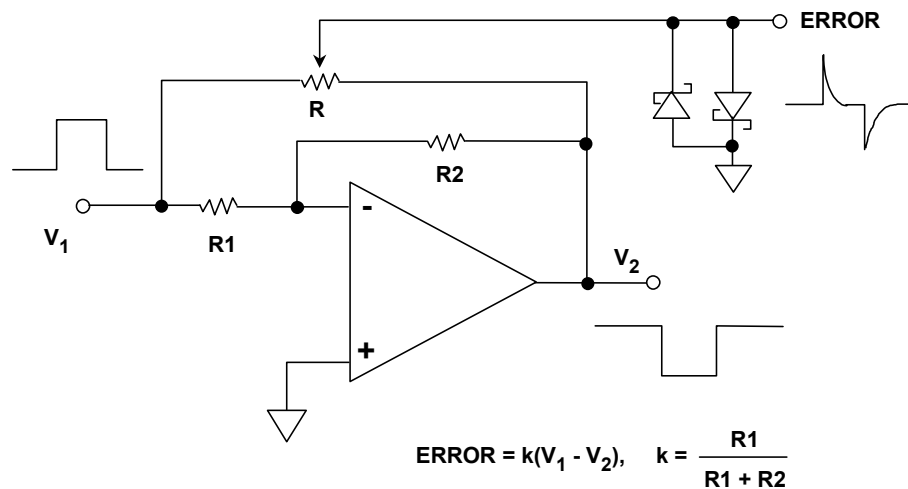 ERROR
R
R2
R1
V1
-
V2
+
ERROR = k(V1 - V2), k = R1
R1 + R2